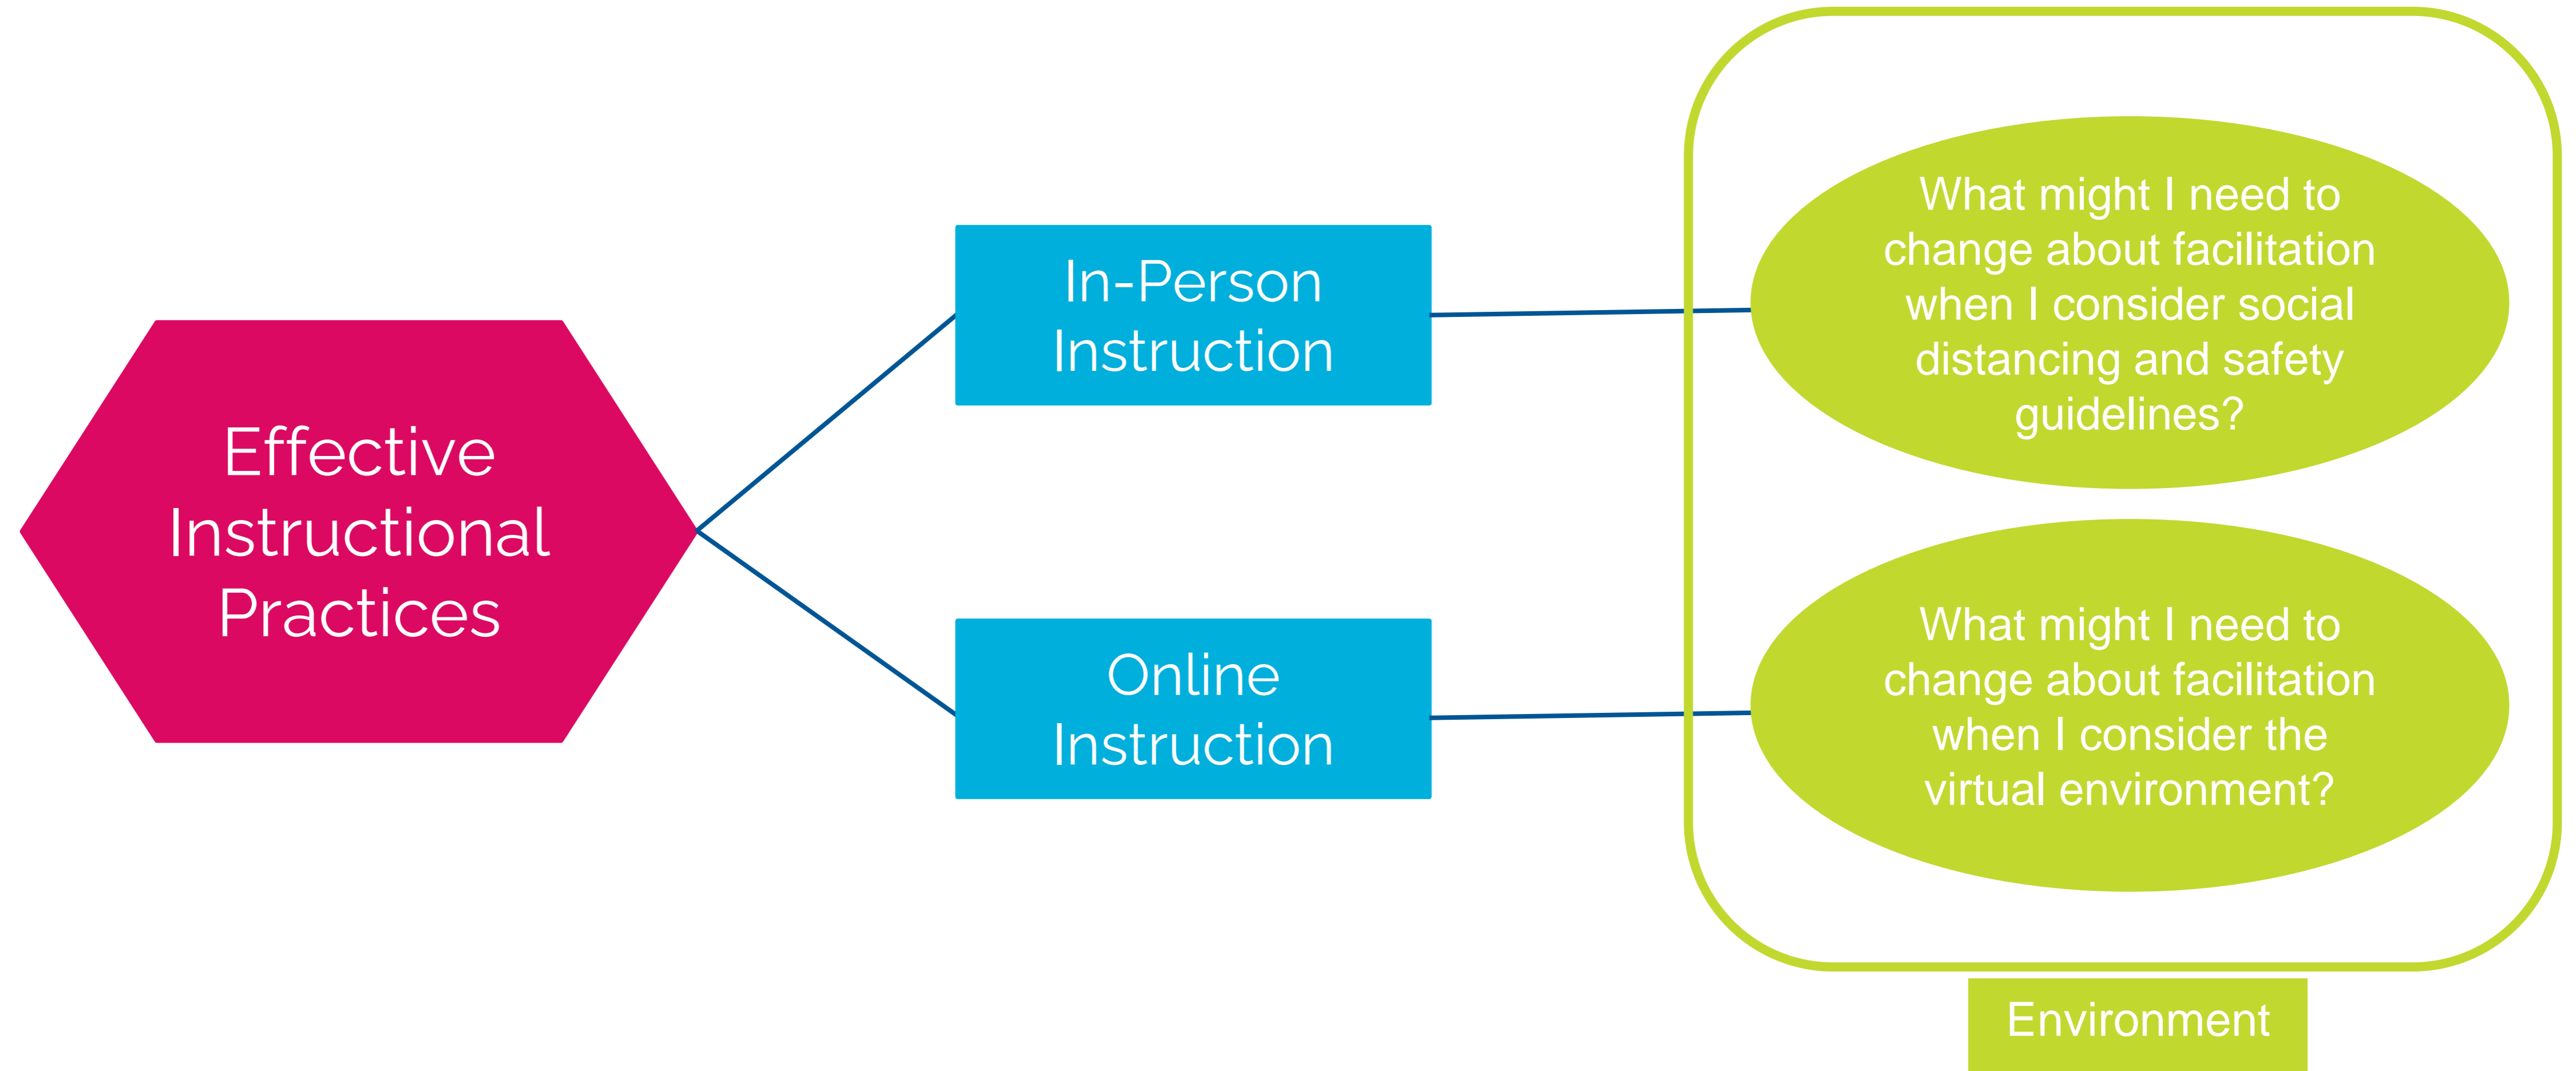 Effective
Instructional
Practices
In-Person
Instruction
Online
Instruction
What might I need to
change about facilitation
when I consider social
distancing and safety
guidelines?
What might I need to
change about facilitation
when I consider the
virtual environment?
Environment